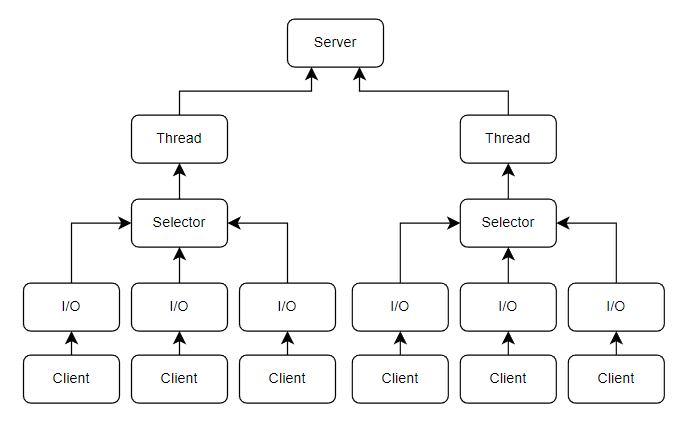 Server
Thread
Thread
Selector
Selector
I/O
I/O
I/O
I/O
I/O
I/O
Client
Client
Client
Client
Client
Client